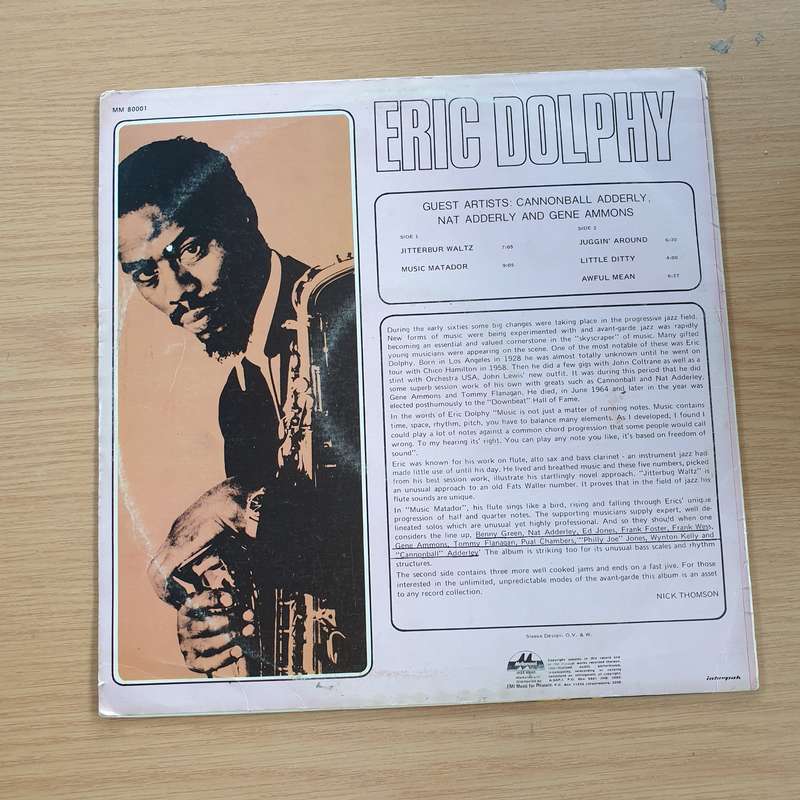 MM 80001
ERIC DOLPHY
GUEST ARTISTS: CANNONBALL ADDERLY,
NAT ADDERLY AND GENE AMMONS
SIDE 1
JITTERBUR WALTZ 7:05
MUSIC MATADOR 9:05
SIDE 2
JUGGIN' AROUND
LITTLE DITTY
AWFUL MEAN
During the early sixties some big changes were taking place in the progressive jazz field.
New forms of music were being experimented with and avant-garde jazz was rapidly
becoming an essential and valued cornerstone in the "skyscraper" of music. Many gifted
young musicians were appearing on the scene. One of the most notable of these was Eric
Dolphy. Born in Los Angeles in 1928 he was almost totally unknown until he went on
tour with Chico Hamilton in 1958. Then he did a few gigs with John Coltrane as well as a
stint with Orchestra USA, John Lewis' new outfit. It was during this period that he did
some superb session work of his own with greats such as Cannonball and Nat Adderley,
Gene Ammons and Tommy Flanagan. He died, in June 1964 and later in the year was
elected posthumously to the "Downbeat" Hall of Fame.
In the words of Eric Dolphy "Music is not just a matter of running notes. Music contains
time, space, rhythm, pitch, you have to balance many elements. As I developed, I found I
could play a lot of notes against a common chord progression that some people would call
wrong. To my hearing its' right. You can play any note you like, it's based on freedom of
sound".
Eric was known for his work on flute, alto sax and bass clarinet - an instrument jazz had
made little use of until his day. He lived and breathed music and these five numbers, picked
from his best session work, illustrate his startlingly novel approach. "Jitterbug Waltz" is
an unusual approach to an old Fats Waller number. It proves that in the field of jazz his
flute sounds are unique.
In "Music Matador", his flute sings like a bird, rising and falling through Erics' unique
progression of half and quarter notes. The supporting musicians supply expert, well de-
lineated solos which are unusual yet highly professional. And so they should when one
considers the line up, Benny Green, Nat Adderley, Ed Jones, Frank Foster, Frank Wess,
Gene Ammons, Tommy Flanagan, Pual Chambers, "Philly Joe" Jones, Wynton Kelly and
"Cannonball" Adderley' The album is striking too for its unusual bass scales and rhythm
structures.
The second side contains three more well cooked jams and ends on a fast jive. For those
interested in the unlimited, unpredictable modes of the avant-garde this album is an asset
to any record collection.
NICK THOMSON
Sleeve Design: O.V. & W.
interpak